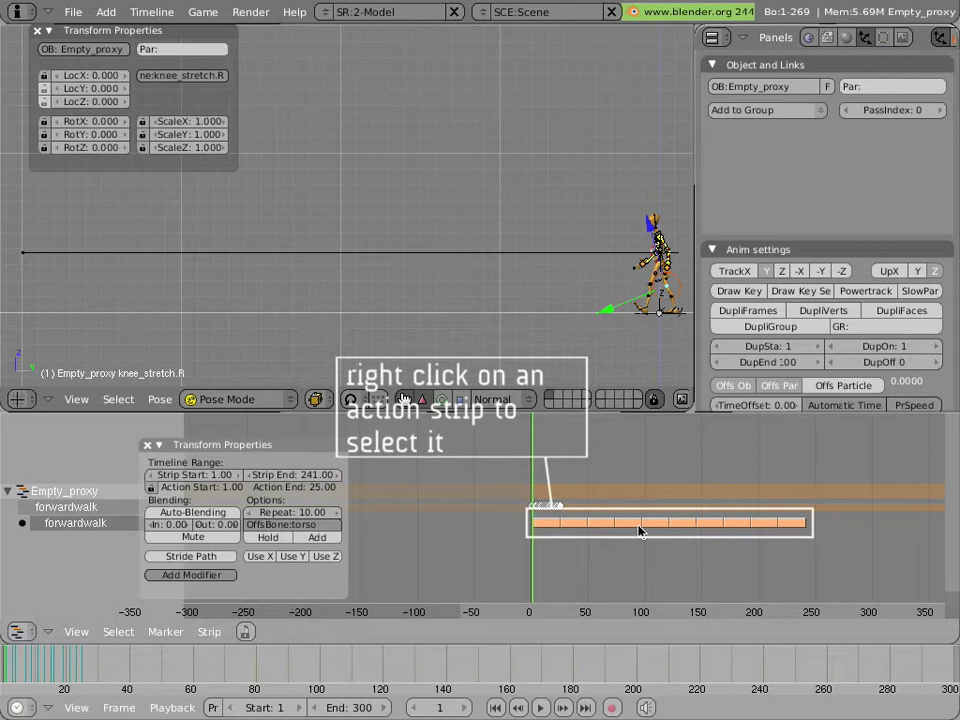 File Add Timeline Game Render Help SR:2-Model SCE:Scene www.blender.org 244 Bo:1-269 | Mem:5.69M Empty_proxy
Transform Properties
OB: Empty_proxy Par:
LocX: 0.000 ne:knee_stretch.R
LocY: 0.000
LocZ: 0.000
RotX: 0.000 ScaleX: 1.000
RotY: 0.000 ScaleY: 1.000
RotZ: 0.000 ScaleZ: 1.000
z
y
(1) Empty_proxy knee_stretch.R
View Select Pose Pose Mode Normal
Panels
Object and Links
OB:Empty_proxy F Par:
Add to Group PassIndex: 0
Anim settings
TrackX Y Z -X -Y -Z UpX Y Z
Draw Key Draw Key Se Powertrack SlowPar
DupliFrames DupliVerts DupliFaces
DupliGroup GR:
DupSta: 1 DupOn: 1
DupEnd 100 DupOff 0
Offs Ob Offs Par Offs Particle 0.0000
TimeOffset: 0.00 Automatic Time PrSpeed
right click on an
action strip to
select it
Transform Properties
Timeline Range:
Strip Start: 1.00 Strip End: 241.00
Action Start: 1.00 Action End: 25.00
Blending: Options:
Auto-Blending Repeat: 10.00
In: 0.00 Out: 0.00 OffsBone:torso
Mute Hold Add
Stride Path Use X Use Y Use Z
Add Modifier
Empty_proxy
forwardwalk
forwardwalk
-350 -300 -250 -200 -150 -100 -50 0 50 100 150 200 250 300 350
View Select Marker Strip
20 40 60 80 100 120 140 160 180 200 220 240 260 280
View Frame Playback Pr Start: 1 End: 300 1